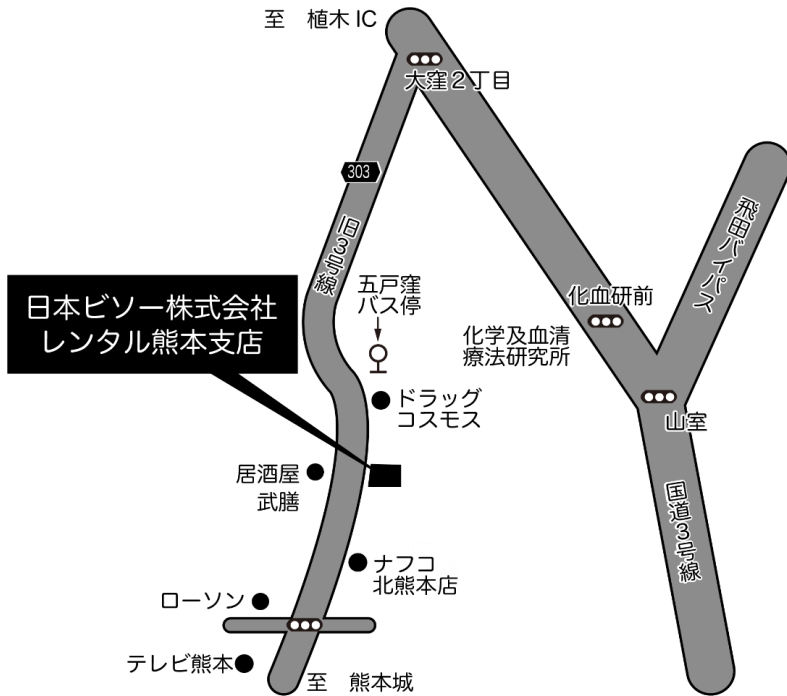 至　植木 IC
大窪２丁目
303
旧3号線
飛田バイパス
五戸窪
バス停
化血研前
日本ビソー株式会社
レンタル熊本支店
化学及血清
療法研究所
ドラッグ
コスモス
山室
居酒屋
武膳
国道3号線
ナフコ
北熊本店
ローソン
テレビ熊本
至　熊本城